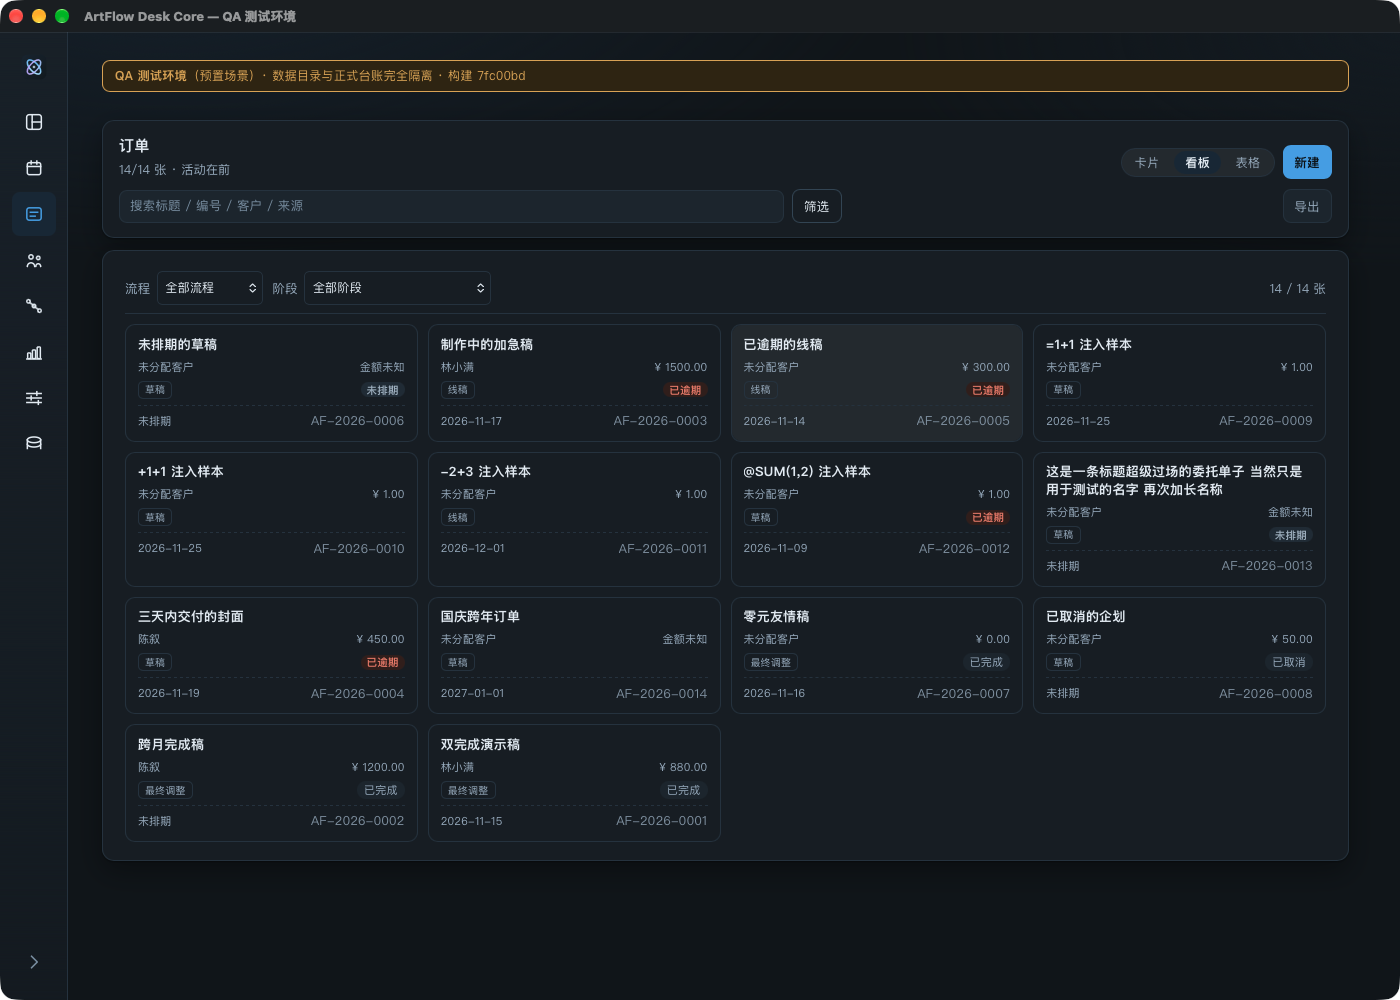 ArtFlow Desk Core — QA 测试环境
QA 测试环境（预置场景）· 数据目录与正式台账完全隔离 · 构建 7fc00bd
订单
14/14 张 · 活动在前
卡片 看板 表格 新建
搜索标题 / 编号 / 客户 / 来源 筛选 导出
流程 全部流程 阶段 全部阶段 14 / 14 张
未排期的草稿
未分配客户 金额未知
草稿 未排期
未排期 AF-2026-0006
制作中的加急稿
林小满 ¥ 1500.00
线稿 已逾期
2026-11-17 AF-2026-0003
已逾期的线稿
未分配客户 ¥ 300.00
线稿 已逾期
2026-11-14 AF-2026-0005
=1+1 注入样本
未分配客户 ¥ 1.00
草稿
2026-11-25 AF-2026-0009
+1+1 注入样本
未分配客户 ¥ 1.00
草稿
2026-11-25 AF-2026-0010
-2+3 注入样本
未分配客户 ¥ 1.00
线稿
2026-12-01 AF-2026-0011
@SUM(1,2) 注入样本
未分配客户 ¥ 1.00
草稿 已逾期
2026-11-09 AF-2026-0012
这是一条标题超级过场的委托单子 当然只是
用于测试的名字 再次加长名称
未分配客户 金额未知
草稿 未排期
未排期 AF-2026-0013
三天内交付的封面
陈叙 ¥ 450.00
草稿 已逾期
2026-11-19 AF-2026-0004
国庆跨年订单
未分配客户 金额未知
草稿
2027-01-01 AF-2026-0014
零元友情稿
未分配客户 ¥ 0.00
最终调整 已完成
2026-11-16 AF-2026-0007
已取消的企划
未分配客户 ¥ 50.00
草稿 已取消
未排期 AF-2026-0008
跨月完成稿
陈叙 ¥ 1200.00
最终调整 已完成
未排期 AF-2026-0002
双完成演示稿
林小满 ¥ 880.00
最终调整 已完成
2026-11-15 AF-2026-0001